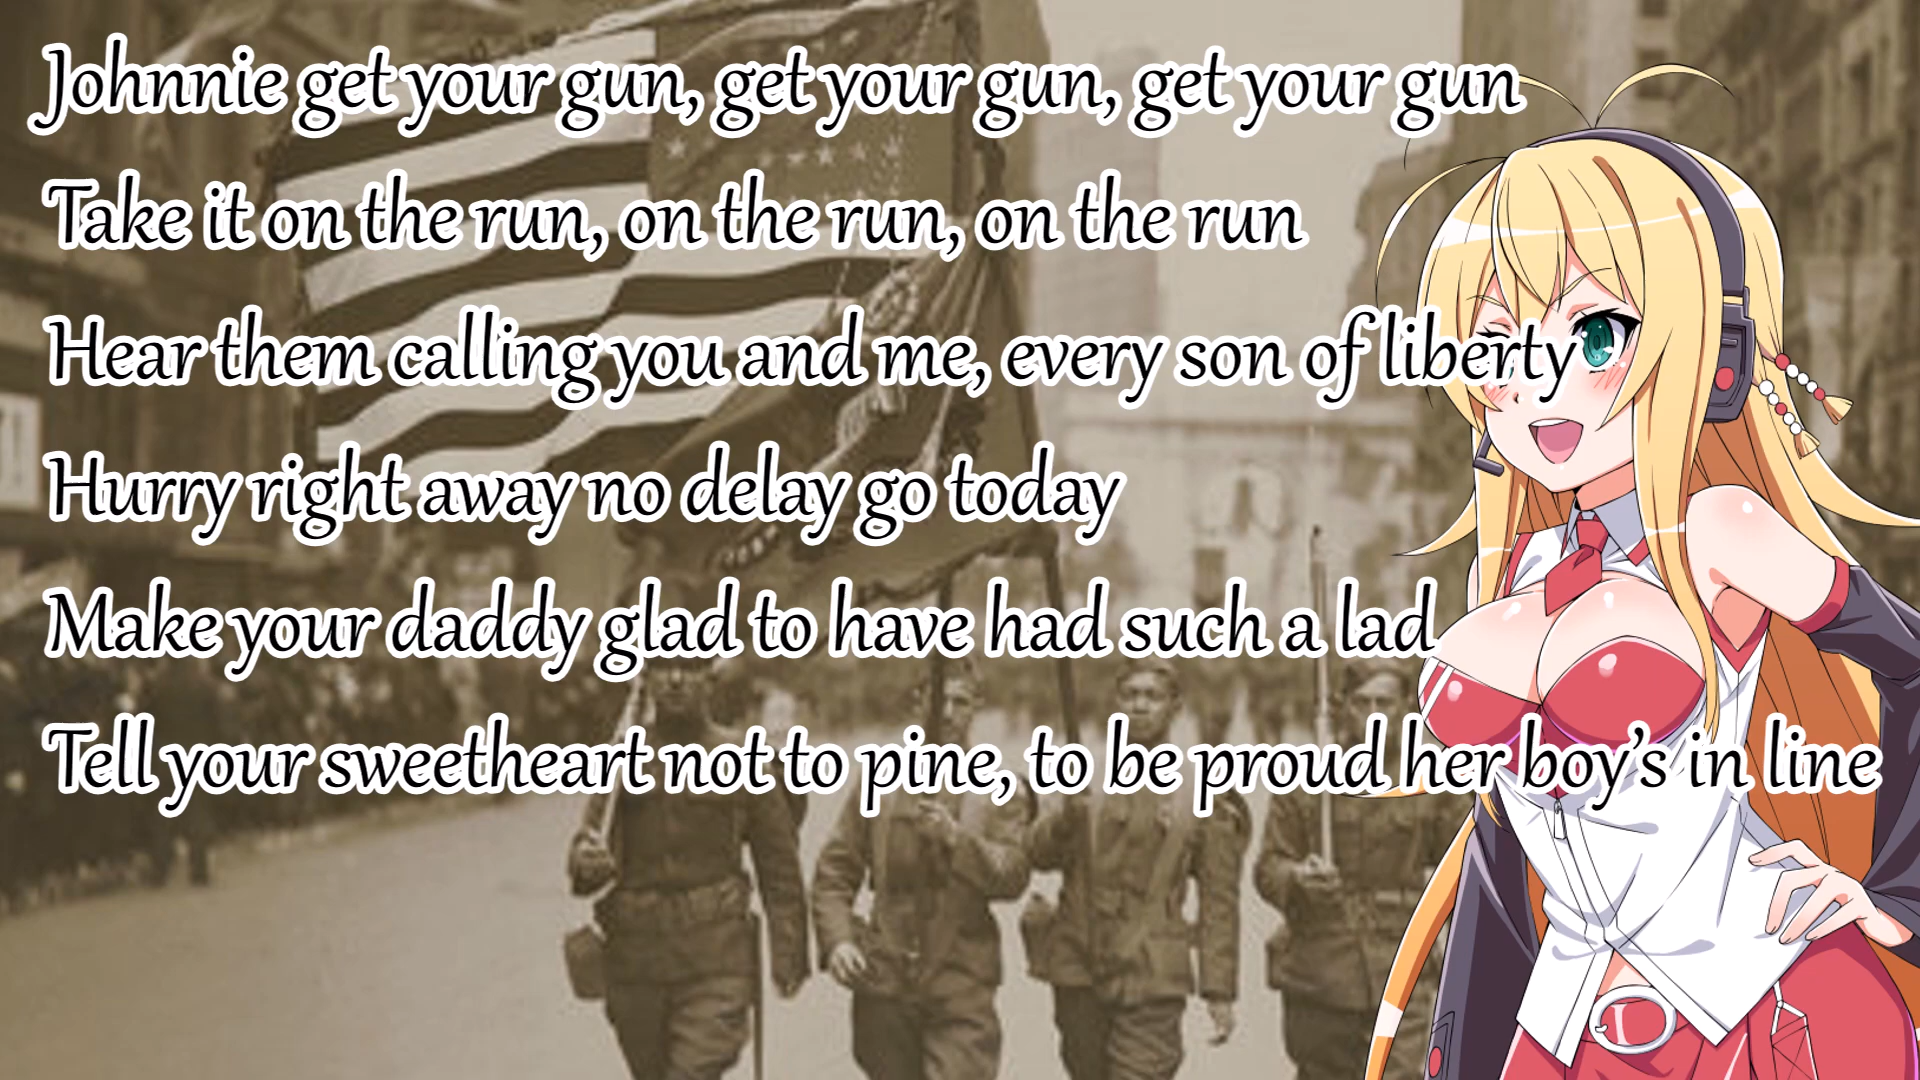 Johnnie get your gun, get your gun, get your gun
Take it on the run, on the run, on the run
Hear them calling you and me, every son of liberty
Hurry right away no delay go today
Make your daddy glad to have had such a lad
Tell your sweetheart not to pine, to be proud her boy’s in line